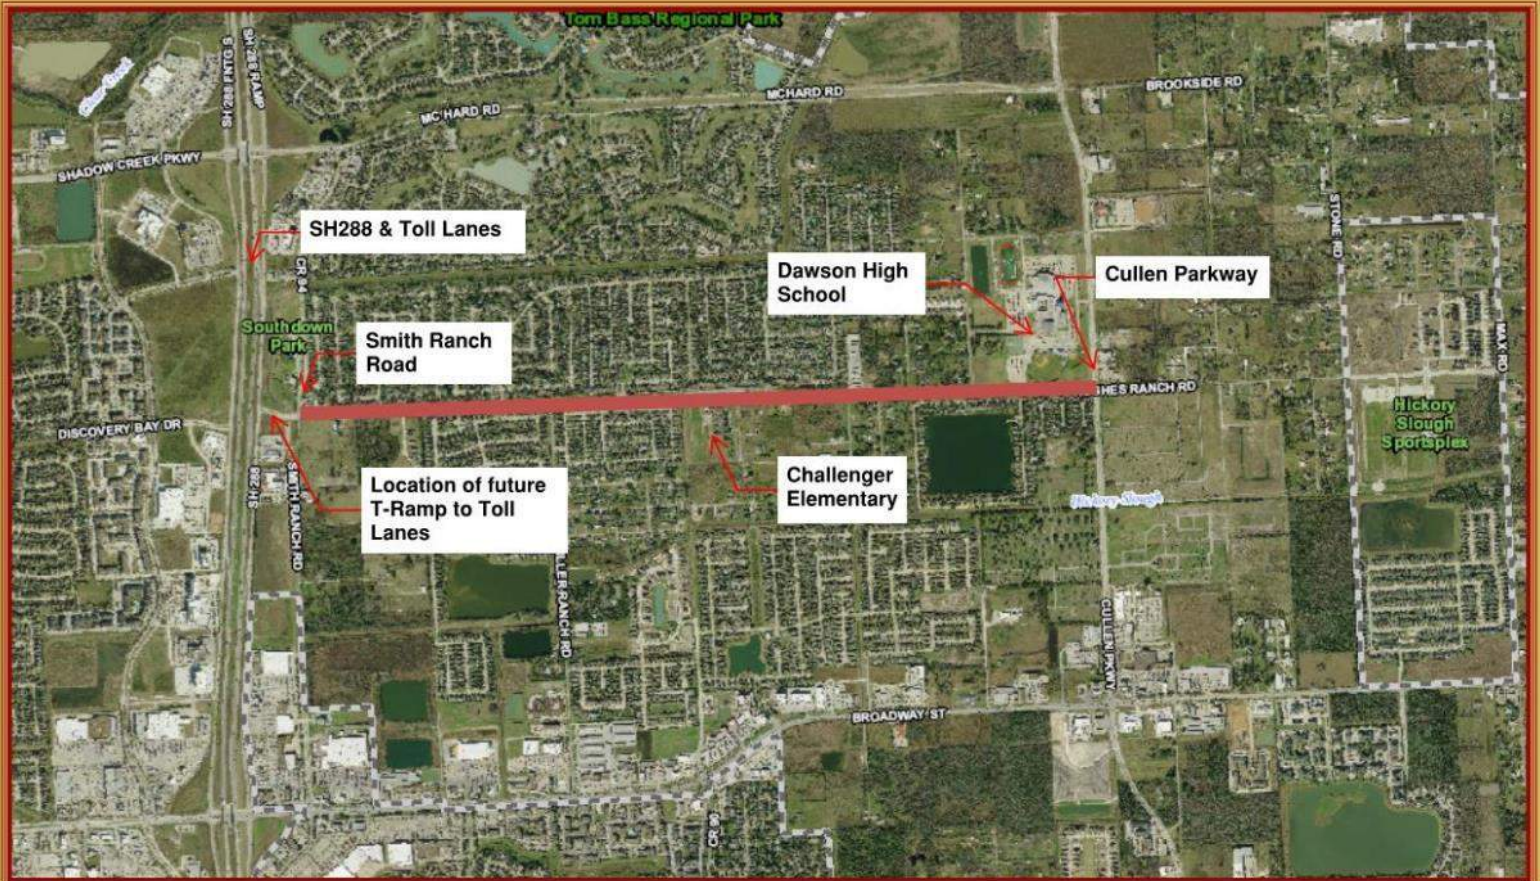 Tom Bass Regional Park
SH 288 FNTG S
SH 288 RAMP
Clear Creek
MCHARD RD
BROOKSIDE RD
MC HARD RD
SHADOW CREEK PKWY
STONE RD
SH288 & Toll Lanes
CR 94
Dawson High
School
Cullen Parkway
Southdown
Park
Smith Ranch
Road
MAX RD
HES RANCH RD
DISCOVERY BAY DR
Hickory
Slough
Sportsplex
SH 288
SMITH RANCH RD
Location of future
T-Ramp to Toll
Lanes
Challenger
Elementary
Hickory Slough
LLER RANCH RD
CULLEN PKWY
BROADWAY ST
CR 90